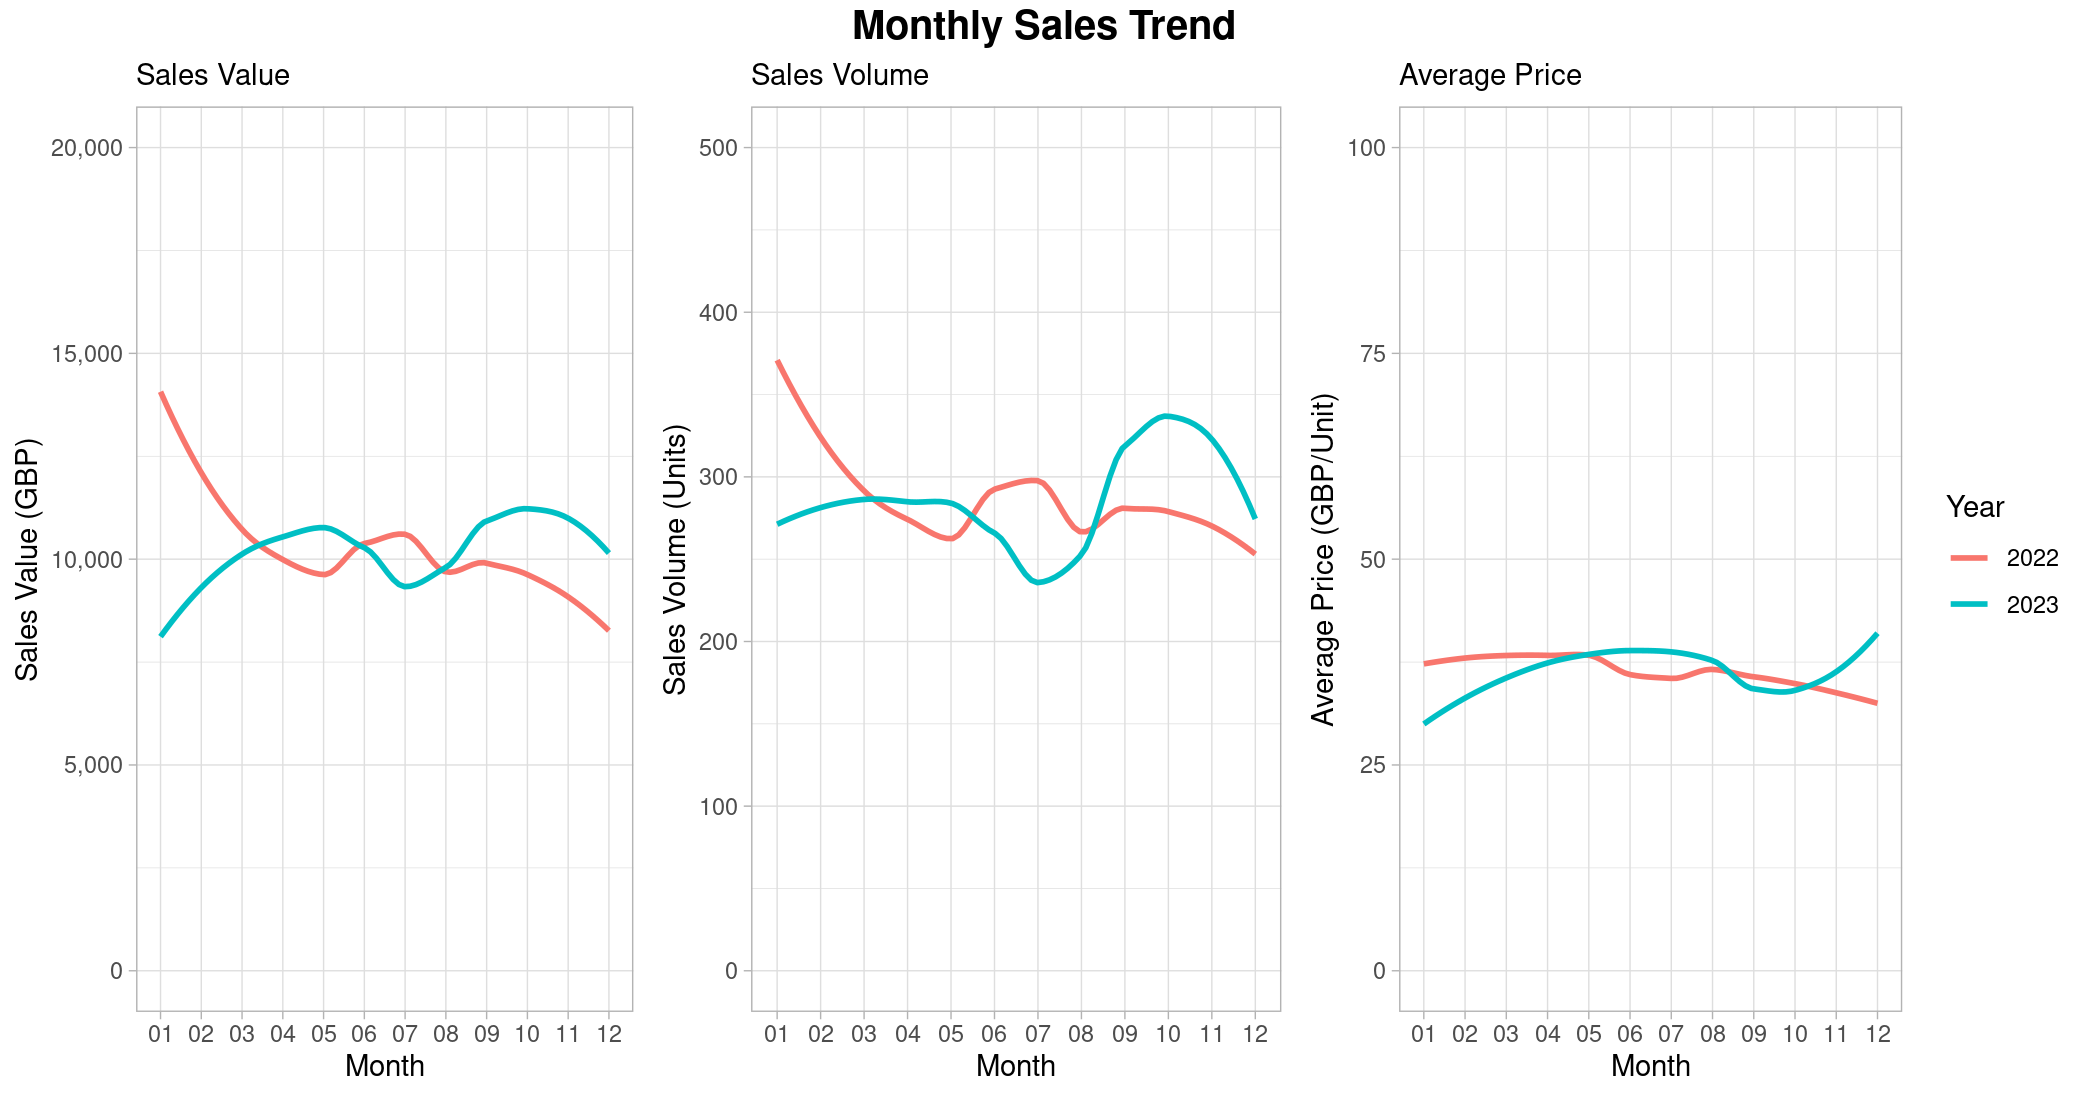 Monthly Sales Trend
Sales Value
Sales Value (GBP)
20,000
15,000
10,000
5,000
0
01 02 03 04 05 06 07 08 09 10 11 12
Month
Sales Volume
Sales Volume (Units)
500
400
300
200
100
0
01 02 03 04 05 06 07 08 09 10 11 12
Month
Average Price
Average Price (GBP/Unit)
100
75
50
25
0
01 02 03 04 05 06 07 08 09 10 11 12
Month
Year
2022
2023